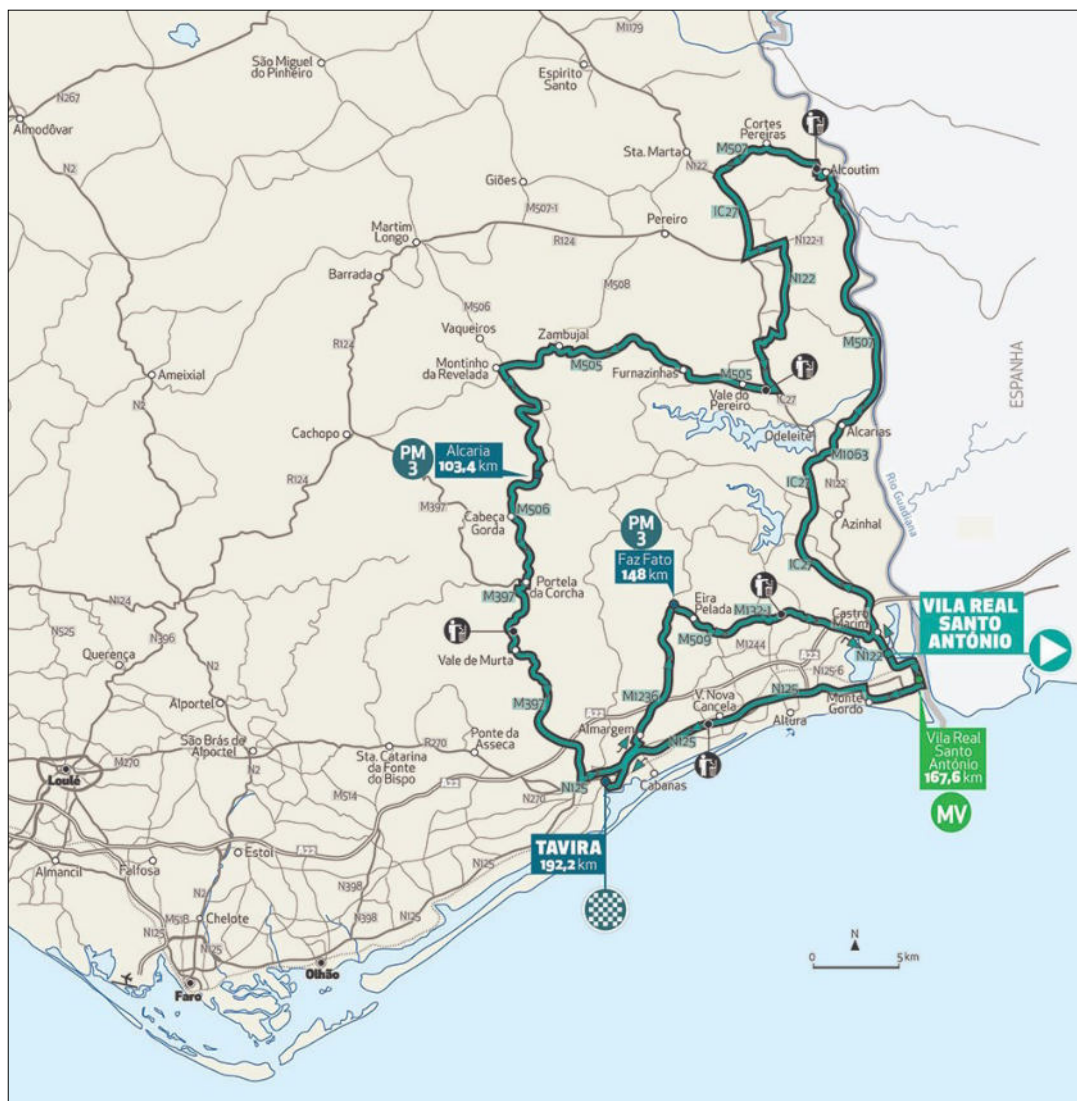 M1179
São Miguel
do Pinheiro
Espirito
Santo
N267
Almodôvar
Cortes
Pereiras
Sta. Marta
M507
N122
Alcoutim
N2
Giões
M507-1
IC27
Martim
Longo
Pereiro
R124
N122-1
Barrada
M508
N122
M506
R124
Vaqueiros
Zambujal
M507
Montinho
da Revelada
M505
Furnazinhas
M505
Ameixial
Vale do
Pereiro
IC27
ESPANHA
N2
Cachopo
Odeleite
Alcarias
PM
3
Alcaria
103,4 km
M1063
IC27
N122
R124
M397
M506
PM
3
Cabeça
Gorda
Azinhal
Rio Guadiana
Faz Fato
148 km
IC27
Portela
da Corcha
M397
N124
Eira
Pelada
M132-1
Castro
Marim
VILA REAL
SANTO
ANTÓNIO
N525
N396
M509
Querença
N2
Vale de Murta
M1244
A22
N122
N125-6
M1236
M397
V. Nova
Cancela
N125
Alportel
A22
Monte
Gordo
Altura
Almargem
São Brás de
Alpoptel
R270
Ponte da
Asseca
N125
Vila Real
Santo
António
167,6 km
M270
Sta. Catarina
da Fonte
do Bispo
Loulé
N2
A22
N125
Cabanas
M514
N270
MV
TAVIRA
192,2 km
Estoi
A22
N125
Almancil
Falfosa
N2
N398
M518
Chelote
N398
N125
N125
N125
Olhão
N
0
5 km
Faro